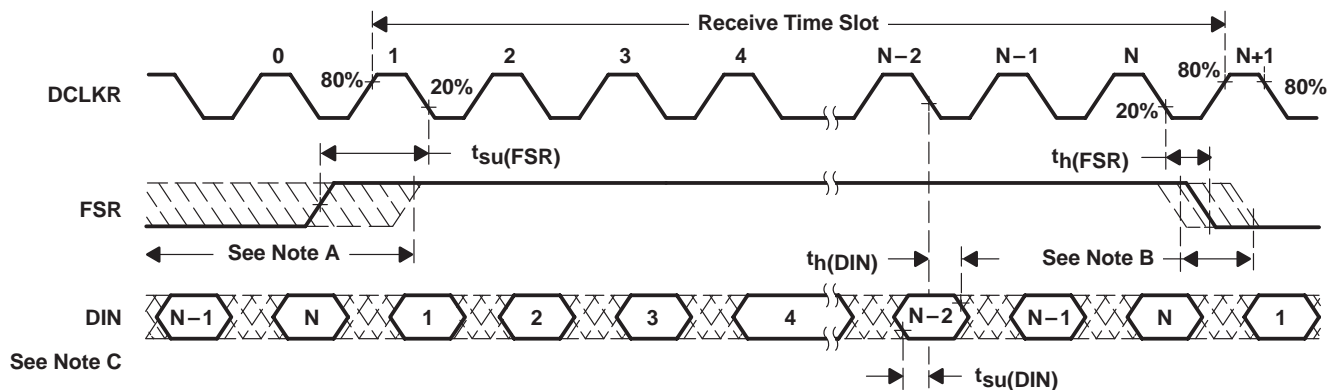 Receive Time Slot
0 1 2 3 4 N−2 N−1 N N+1
80% 20% 80% 80%
DCLKR
20%
tsu(FSR) th(FSR)
FSR
See Note A th(DIN) See Note B
DIN N−1 N 1 2 3 4 N−2 N−1 N 1
See Note C
tsu(DIN)